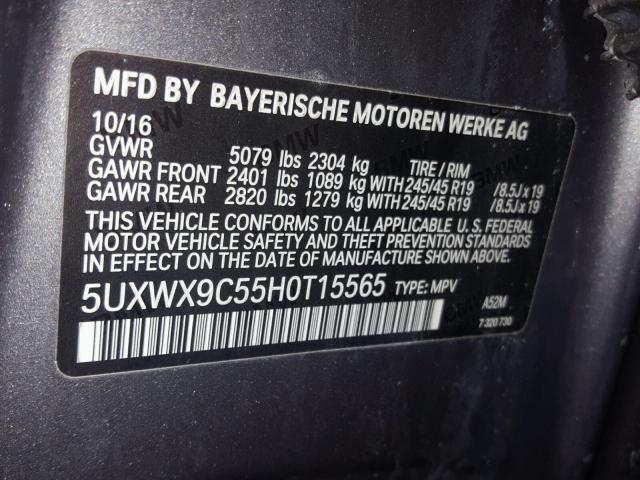 MFD BY BAYERISCHE MOTOREN WERKE AG
10/16
GVWR 5079 lbs 2304 kg TIRE / RIM
GAWR FRONT 2401 lbs 1089 kg WITH 245/45 R19 /8.5J x 19
GAWR REAR 2820 lbs 1279 kg WITH 245/45 R19 /8.5J x 19
THIS VEHICLE CONFORMS TO ALL APPLICABLE U. S. FEDERAL
MOTOR VEHICLE SAFETY AND THEFT PREVENTION STANDARDS
IN EFFECT ON THE DATE OF MANUFACTURE SHOWN ABOVE.
5UXWX9C55H0T15565 TYPE: MPV
A52M
7 320 730